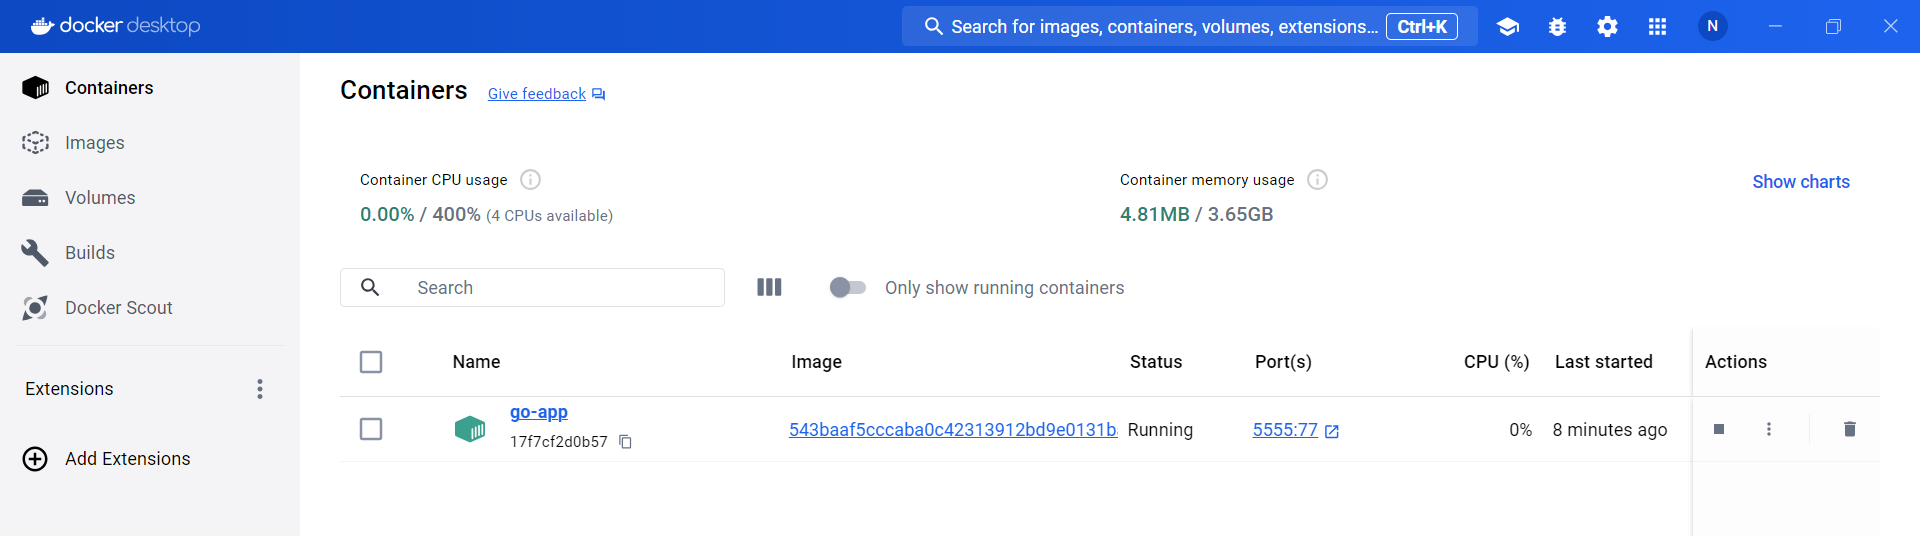 docker desktop
Search for images, containers, volumes, extensions... Ctrl+K
N
Containers
Images
Volumes
Builds
Docker Scout
Extensions
Add Extensions
Containers Give feedback
Container CPU usage
0.00% / 400% (4 CPUs available)
Container memory usage
4.81MB / 3.65GB
Show charts
Search
Only show running containers
Name Image Status Port(s) CPU (%) Last started Actions
go-app
17f7cf2d0b57
543baaf5cccaba0c42313912bd9e0131b Running 5555:77 0% 8 minutes ago